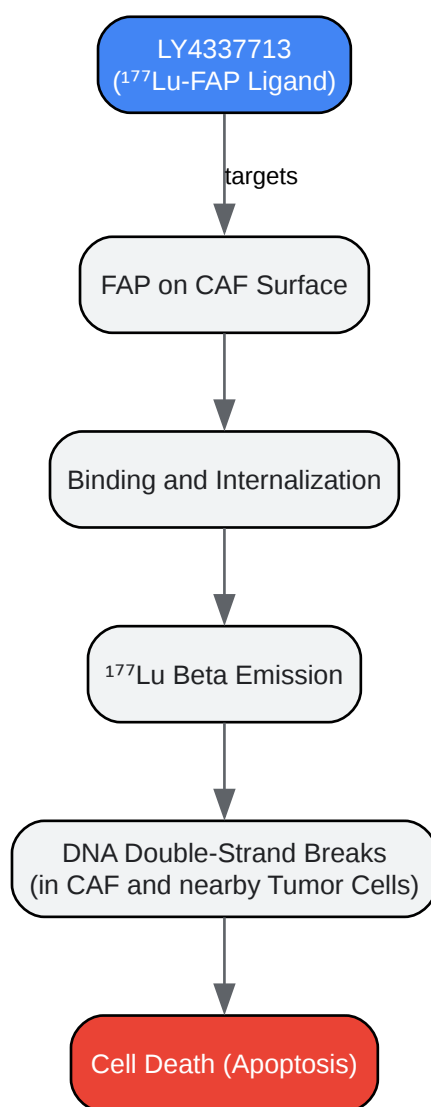 LY4337713
(¹⁷⁷Lu-FAP Ligand)
targets
FAP on CAF Surface
Binding and Internalization
¹⁷⁷Lu Beta Emission
DNA Double-Strand Breaks
(in CAF and nearby Tumor Cells)
Cell Death (Apoptosis)